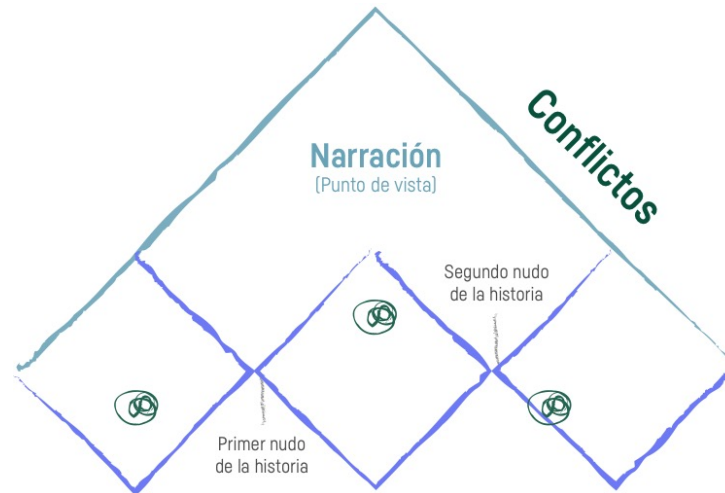 Conflictos
Narración
(Punto de vista)
Segundo nudo
de la historia
Primer nudo
de la historia